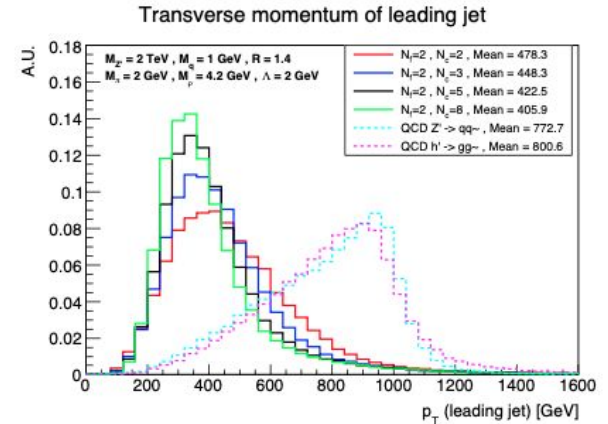 Transverse momentum of leading jet
A.U.
0.18
0.16
0.14
0.12
0.1
0.08
0.06
0.04
0.02
0
M_Z' = 2 TeV , M_q = 1 GeV , R = 1.4
M_π = 2 GeV , M_ρ = 4.2 GeV , Λ = 2 GeV
N_f=2 , N_c=2 , Mean = 478.3
N_f=2 , N_c=3 , Mean = 448.3
N_f=2 , N_c=5 , Mean = 422.5
N_f=2 , N_c=8 , Mean = 405.9
QCD Z' -> qq~ , Mean = 772.7
QCD h' -> gg~ , Mean = 800.6
0 200 400 600 800 1000 1200 1400 1600
p_T (leading jet) [GeV]